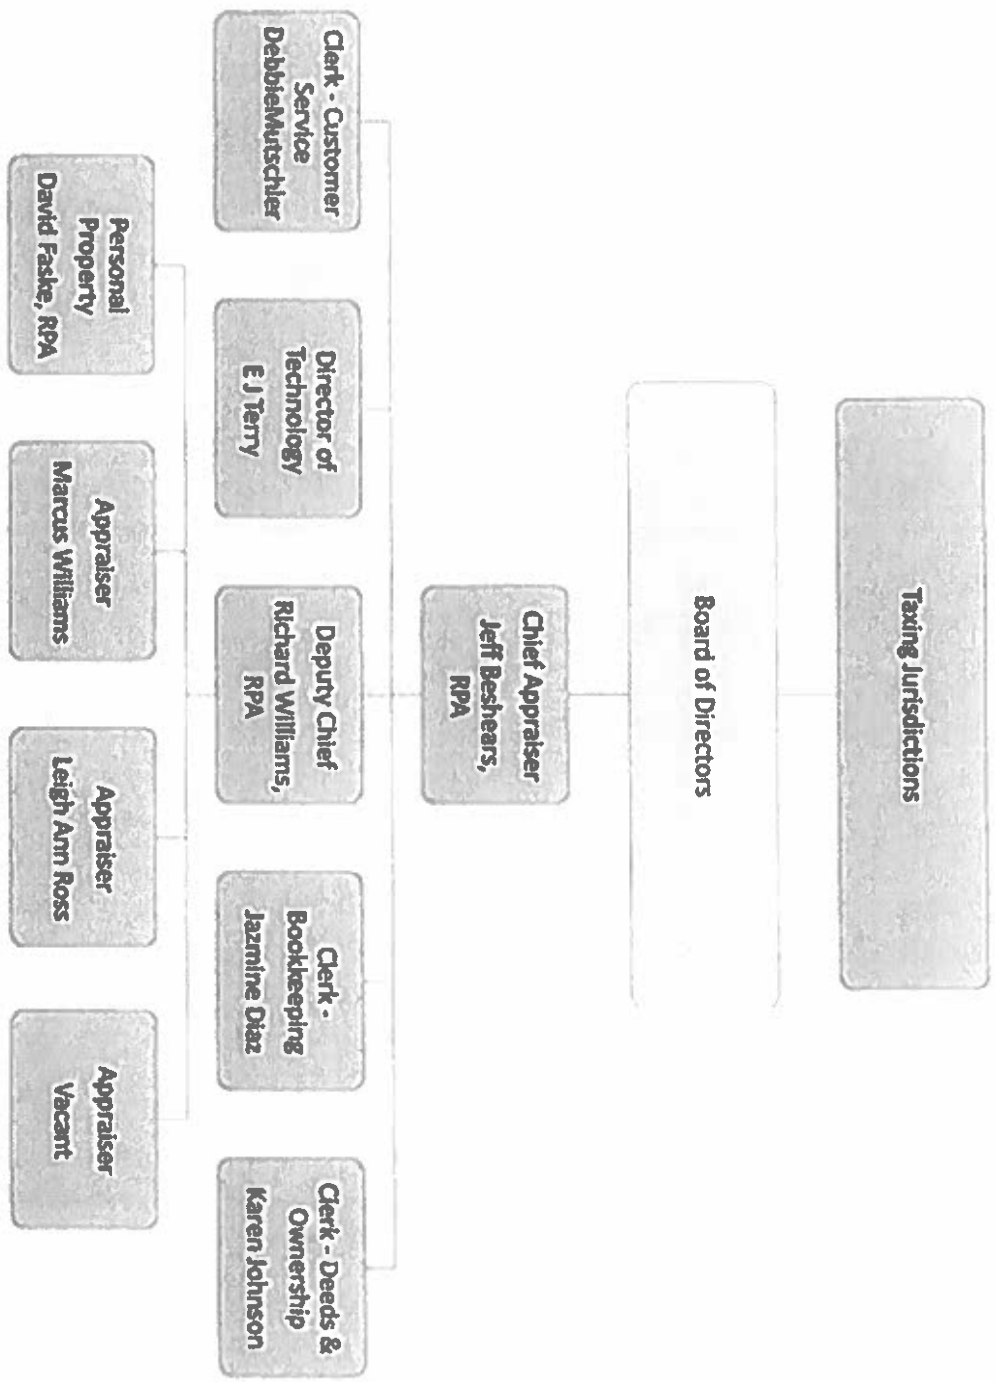 Taxing Jurisdictions
Board of Directors
Chief Appraiser
Jeff Beshears,
RPA
Clerk - Customer
Service
DebbieMutschler
Director of
Technology
E J Terry
Deputy Chief
Richard Williams,
RPA
Clerk -
Bookkeeping
Jazmine Diaz
Clerk - Deeds &
Ownership
Karen Johnson
Personal
Property
David Faske, RPA
Appraiser
Marcus Williams
Appraiser
Leigh Ann Ross
Appraiser
Vacant